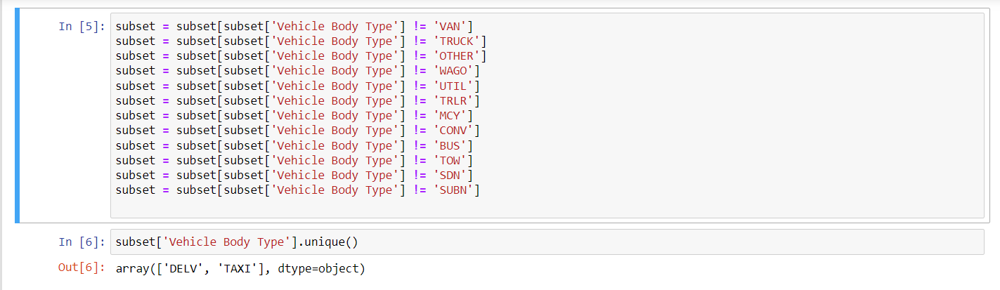 In [5]: subset = subset[subset['Vehicle Body Type'] != 'VAN']
subset = subset[subset['Vehicle Body Type'] != 'TRUCK']
subset = subset[subset['Vehicle Body Type'] != 'OTHER']
subset = subset[subset['Vehicle Body Type'] != 'WAGO']
subset = subset[subset['Vehicle Body Type'] != 'UTIL']
subset = subset[subset['Vehicle Body Type'] != 'TRLR']
subset = subset[subset['Vehicle Body Type'] != 'MCY']
subset = subset[subset['Vehicle Body Type'] != 'CONV']
subset = subset[subset['Vehicle Body Type'] != 'BUS']
subset = subset[subset['Vehicle Body Type'] != 'TOW']
subset = subset[subset['Vehicle Body Type'] != 'SDN']
subset = subset[subset['Vehicle Body Type'] != 'SUBN']
In [6]: subset['Vehicle Body Type'].unique()
Out[6]: array(['DELV', 'TAXI'], dtype=object)